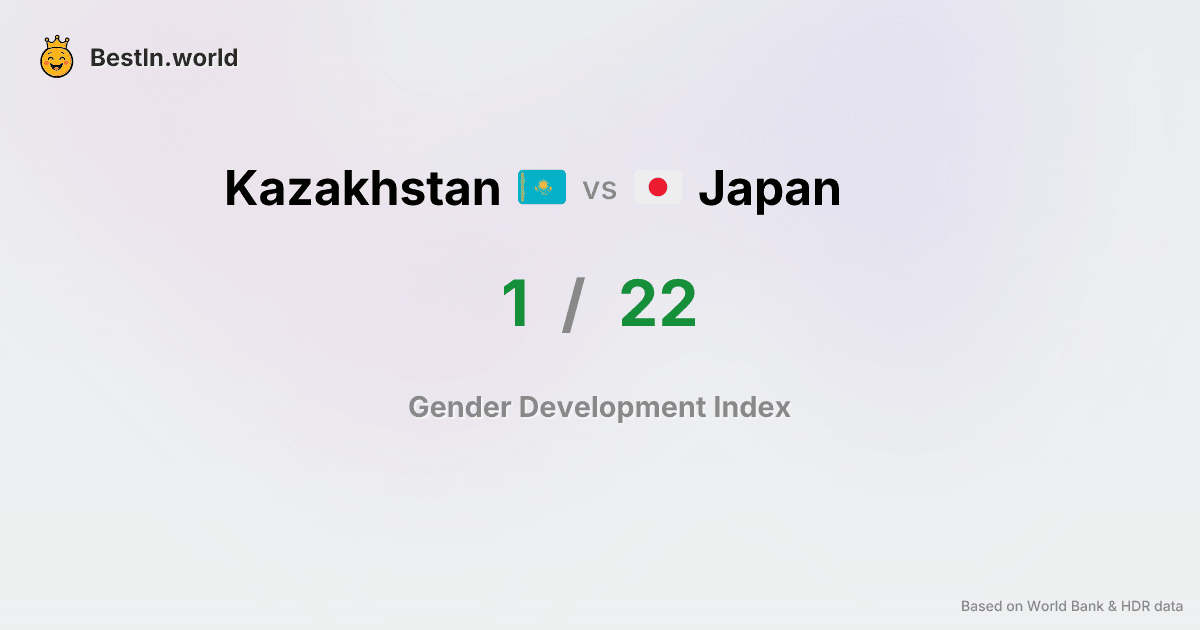 BestIn.world
Kazakhstan vs Japan
1 / 22
Gender Development Index
Based on World Bank & HDR data